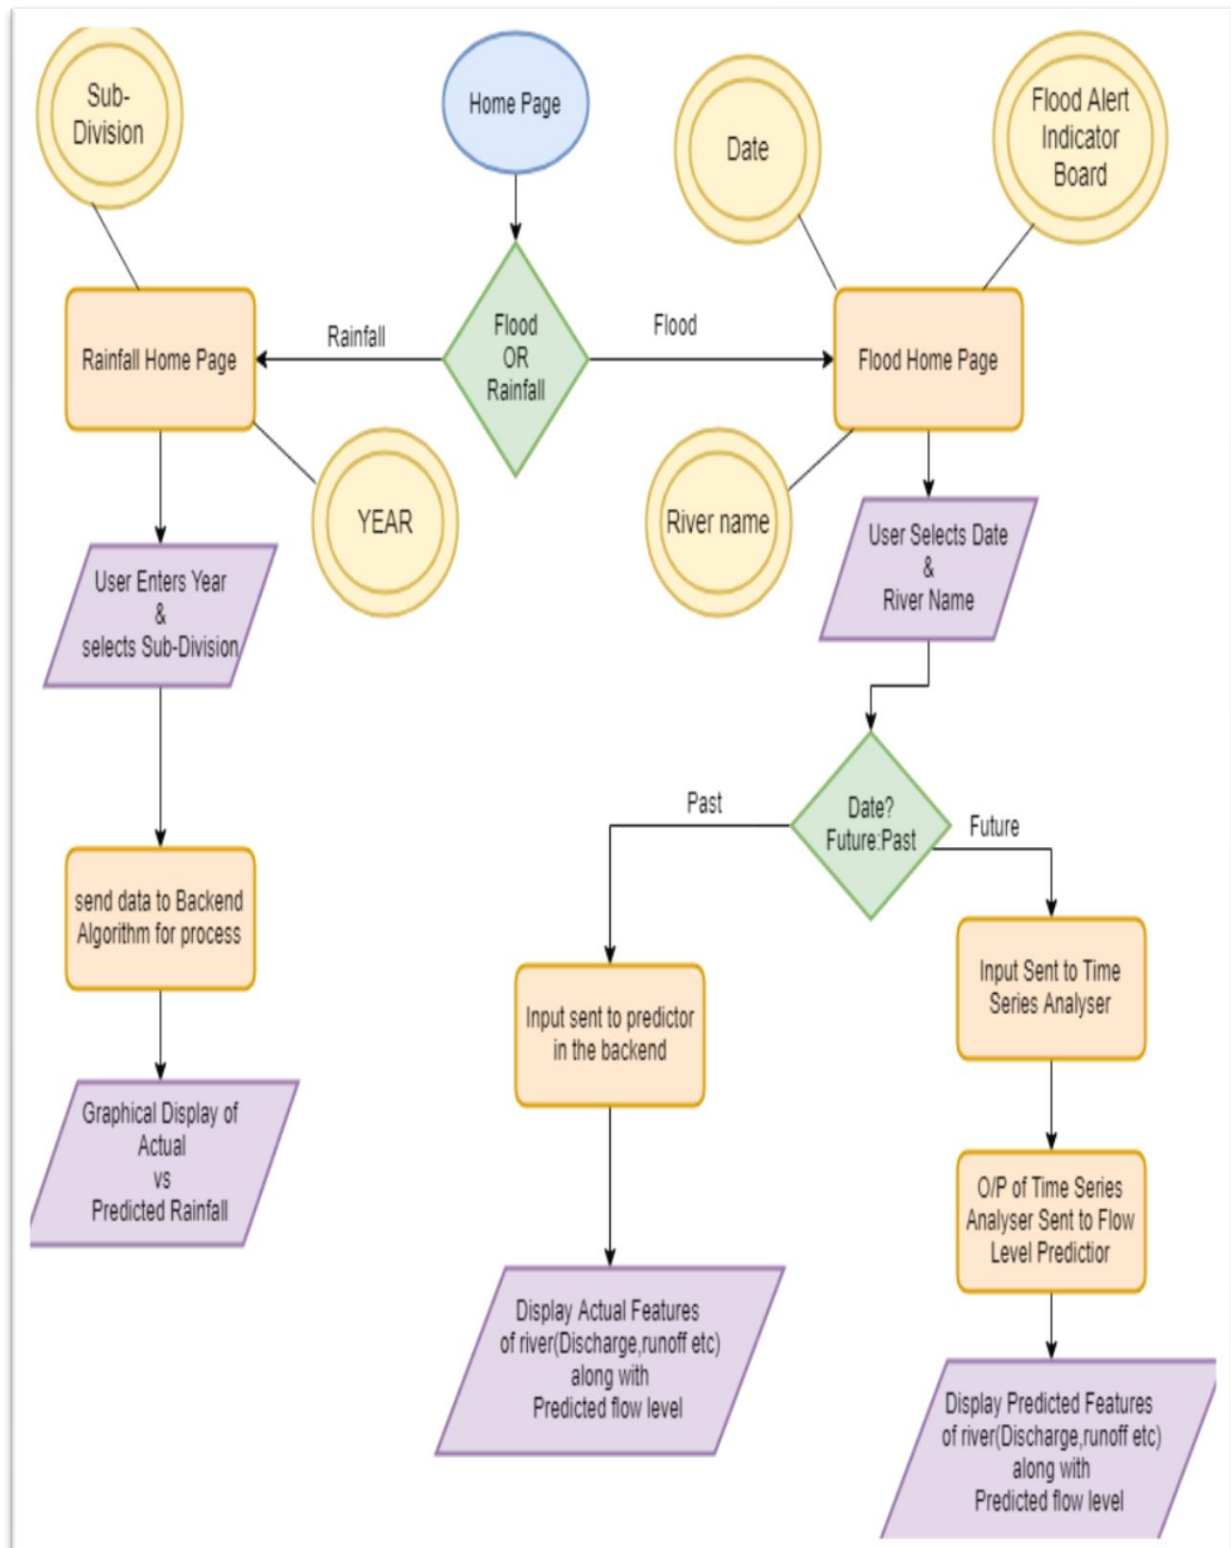 Sub-
Division
Home Page
Date
Flood Alert
Indicator
Board
Rainfall Home Page
Rainfall
Flood
OR
Rainfall
Flood
Flood Home Page
YEAR
River name
User Enters Year
&
selects Sub-Division
User Selects Date
&
River Name
Past
Date?
Future:Past
Future
send data to Backend
Algorithm for process
Input sent to predictor
in the backend
Input Sent to Time
Series Analyser
Graphical Display of
Actual
vs
Predicted Rainfall
O/P of Time Series
Analyser Sent to Flow
Level Predictior
Display Actual Features
of river(Discharge,runoff etc)
along with
Predicted flow level
Display Predicted Features
of river(Discharge,runoff etc)
along with
Predicted flow level